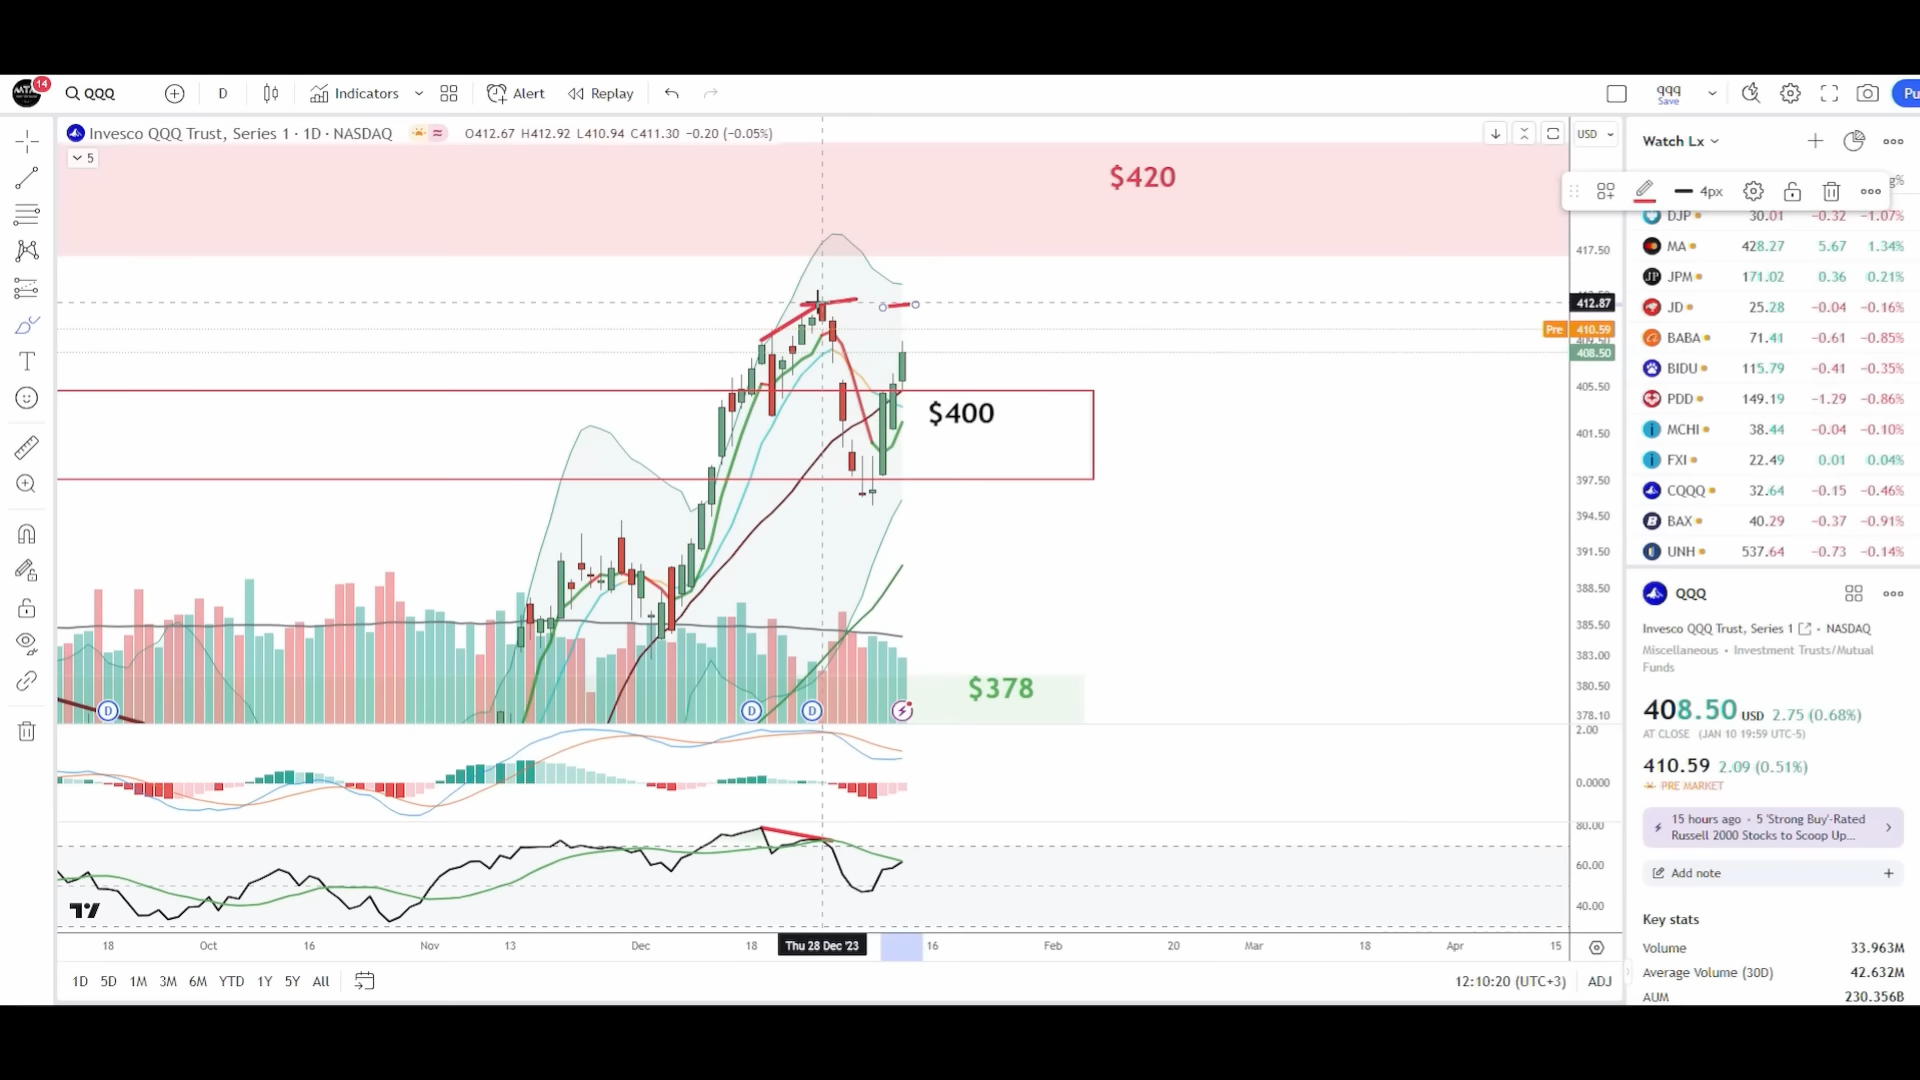 14
QQQ
D
Indicators
Alert
Replay
qqq
Save
Pu
Invesco QQQ Trust, Series 1 · 1D · NASDAQ
O412.67 H412.92 L410.94 C411.30 −0.20 (−0.05%)
USD
Watch Lx
5
$420
4px
DJP 30.01 −0.32 −1.07%
417.50
MA 428.27 5.67 1.34%
JPM 171.02 0.36 0.21%
412.87
JD 25.28 −0.04 −0.16%
Pre 410.59
BABA 71.41 −0.61 −0.85%
408.50
BIDU 115.79 −0.41 −0.35%
405.50
PDD 149.19 −1.29 −0.86%
$400
MCHI 38.44 −0.04 −0.10%
401.50
FXI 22.49 0.01 0.04%
397.50
CQQQ 32.64 −0.15 −0.46%
394.50
BAX 40.29 −0.37 −0.91%
391.50
UNH 537.64 −0.73 −0.14%
388.50
QQQ
385.50
Invesco QQQ Trust, Series 1 · NASDAQ
383.00
Miscellaneous • Investment Trusts/Mutual
Funds
380.50
$378
378.10
D
D
D
408.50 USD 2.75 (0.68%)
AT CLOSE (JAN 10 19:59 UTC-5)
2.00
410.59 2.09 (0.51%)
PRE MARKET
0.0000
15 hours ago · 5 'Strong Buy'-Rated
Russell 2000 Stocks to Scoop Up...
80.00
60.00
Add note
40.00
Key stats
18 Oct 16 Nov 13 Dec 18 Thu 28 Dec '23 16 Feb 20 Mar 18 Apr 15
Volume 33.963M
Average Volume (30D) 42.632M
1D 5D 1M 3M 6M YTD 1Y 5Y All
12:10:20 (UTC+3) ADJ
AUM 230.356B